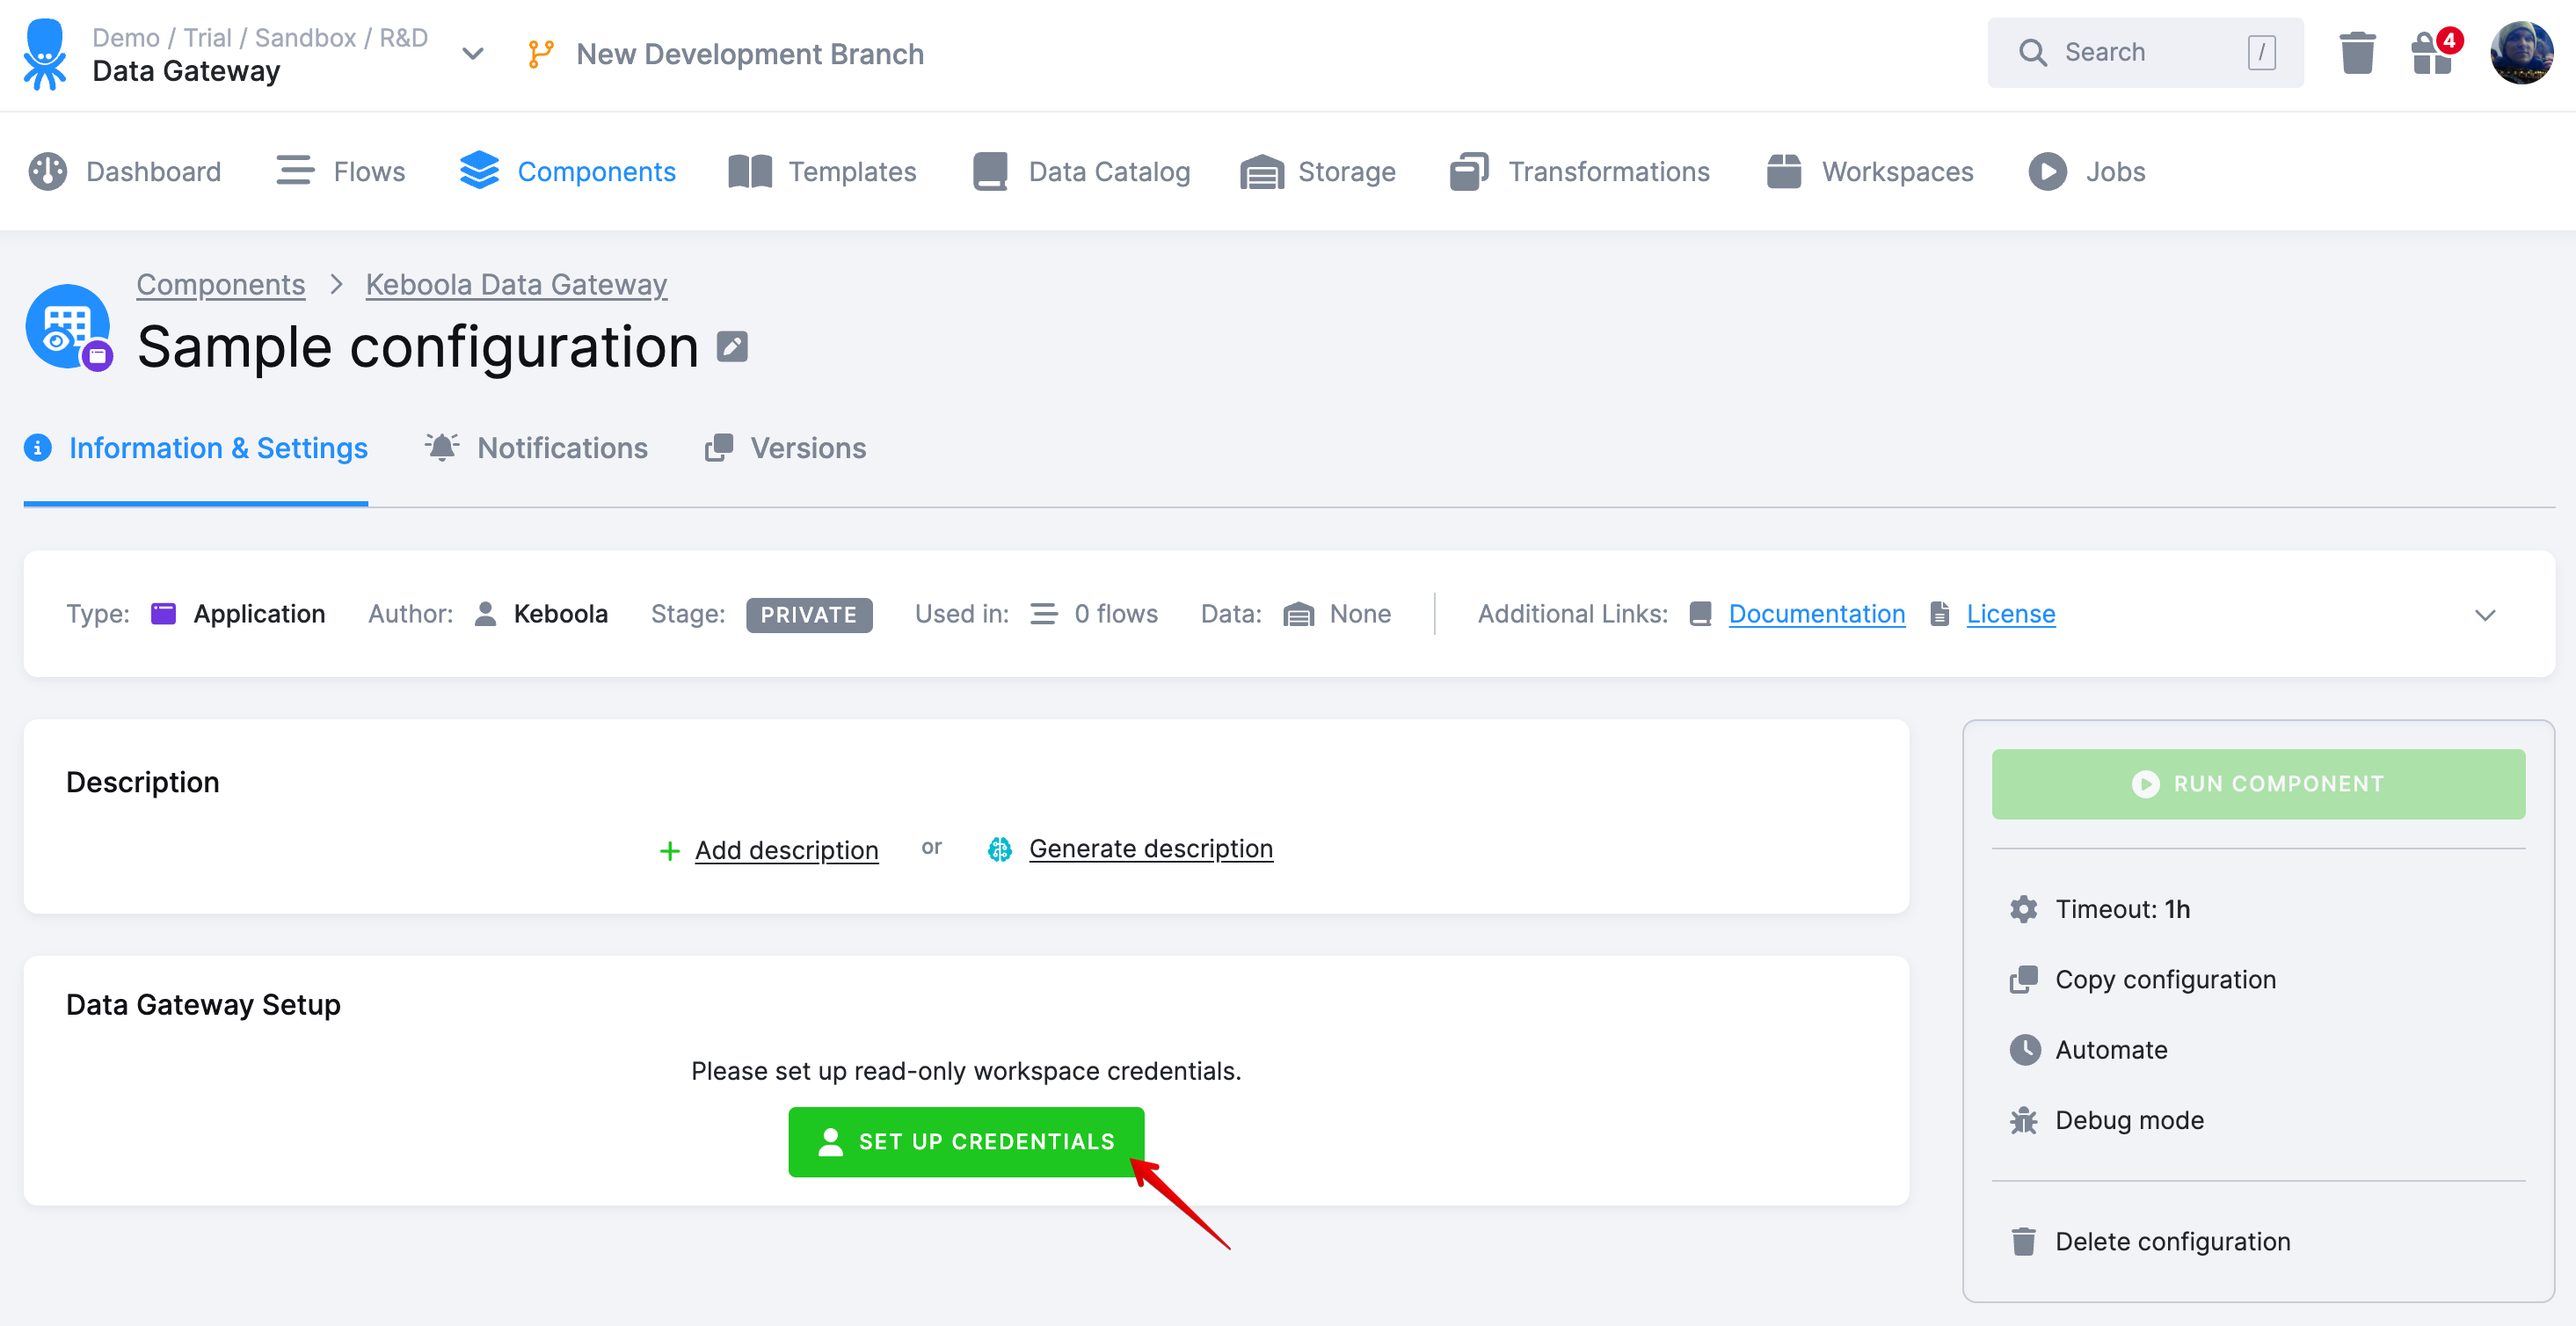 Demo / Trial / Sandbox / R&D
Data Gateway
New Development Branch
Search /
4
Dashboard Flows Components Templates Data Catalog Storage Transformations Workspaces Jobs
Components > Keboola Data Gateway
Sample configuration
Information & Settings Notifications Versions
Type: Application Author: Keboola Stage: PRIVATE Used in: 0 flows Data: None Additional Links: Documentation License
Description
Add description or Generate description
Data Gateway Setup
Please set up read-only workspace credentials.
SET UP CREDENTIALS
RUN COMPONENT
Timeout: 1h
Copy configuration
Automate
Debug mode
Delete configuration